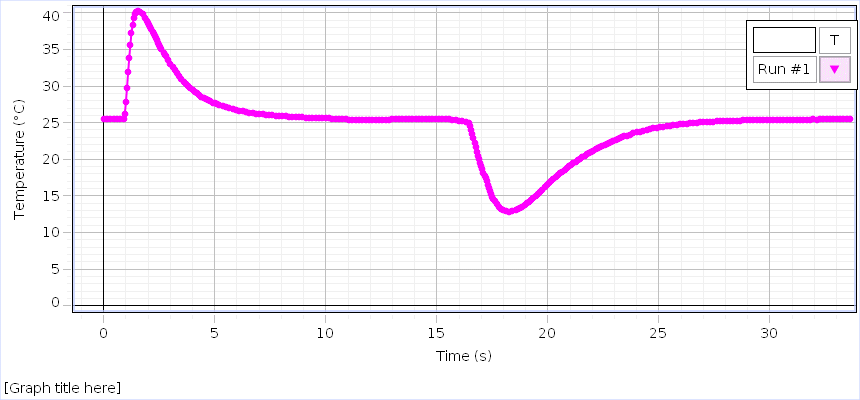 40
35
30
25
20
15
10
5
0
Temperature (°C)
T
Run #1
0 5 10 15 20 25 30
Time (s)
[Graph title here]